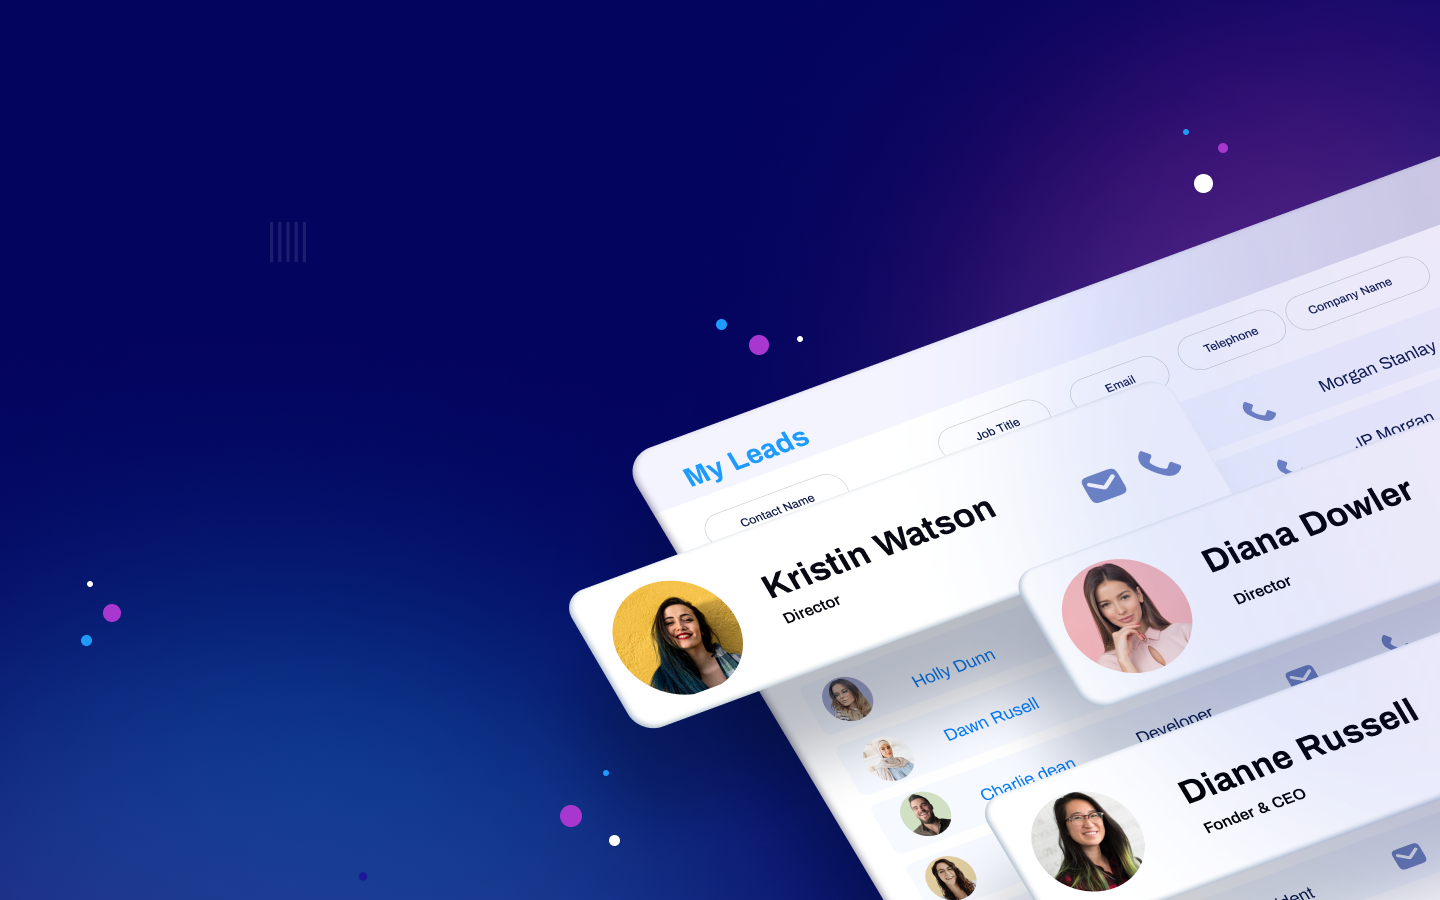 My Leads
Contact Name
Job Title
Email
Telephone
Company Name
Morgan Stanlay
JP Morgan
Kristin Watson
Director
Diana Dowler
Director
Holly Dunn
Dawn Rusell
Charlie dean
Developer
Dianne Russell
Fonder & CEO